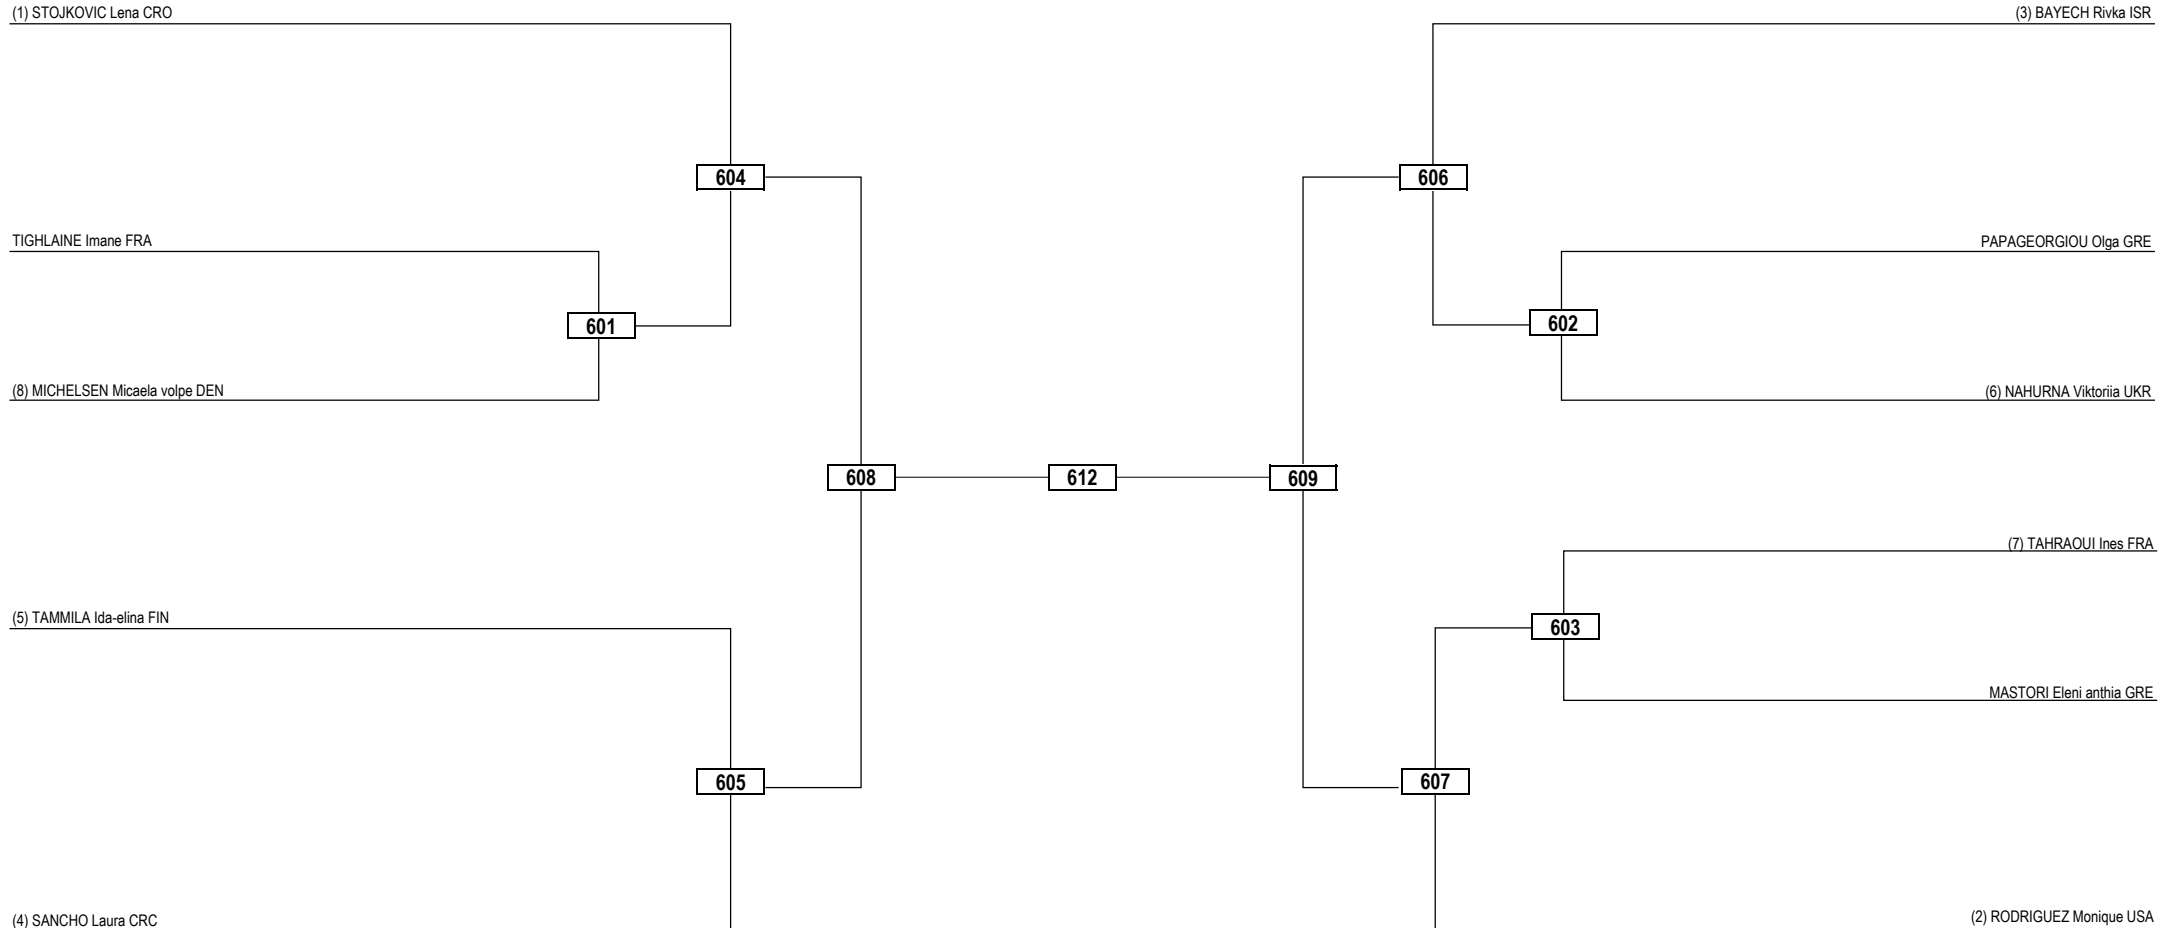 (1) STOJKOVIC Lena CRO
(3) BAYECH Rivka ISR
604
606
TIGHLAINE Imane FRA
PAPAGEORGIOU Olga GRE
601
602
(8) MICHELSEN Micaela volpe DEN
(6) NAHURNA Viktoriia UKR
608
612
609
(7) TAHRAOUI Ines FRA
(5) TAMMILA Ida-elina FIN
603
MASTORI Eleni anthia GRE
605
607
(4) SANCHO Laura CRC
(2) RODRIGUEZ Monique USA